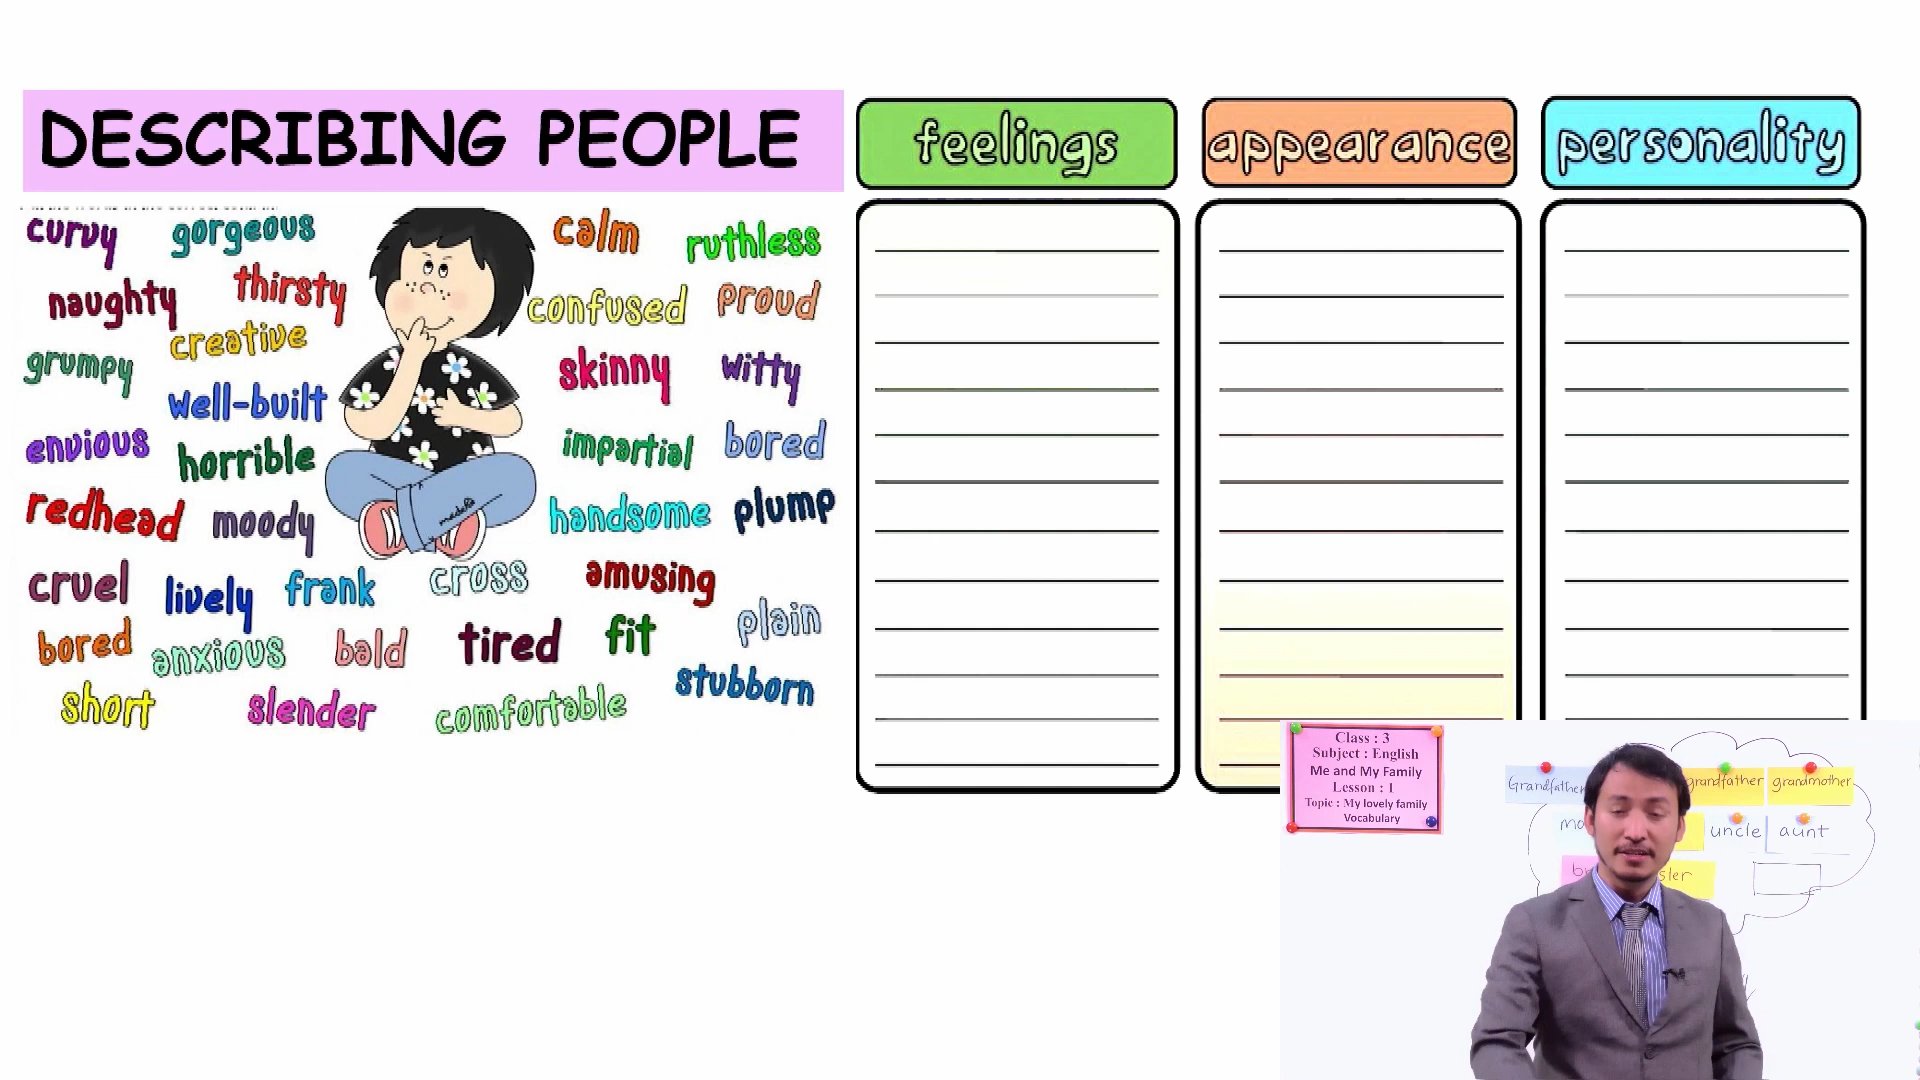 DESCRIBING PEOPLE
feelings
appearance
personality
curvy gorgeous calm ruthless
naughty thirsty confused proud
creative
grumpy skinny witty
well-built
envious horrible impartial bored
redhead moody handsome plump
cruel lively frank cross amusing
plain
bored anxious bald tired fit
stubborn
short slender comfortable
Class : 3
Subject : English
Me and My Family
Lesson : 1
Topic : My lovely family
Vocabulary
Grandfather grandfather grandmother
uncle aunt